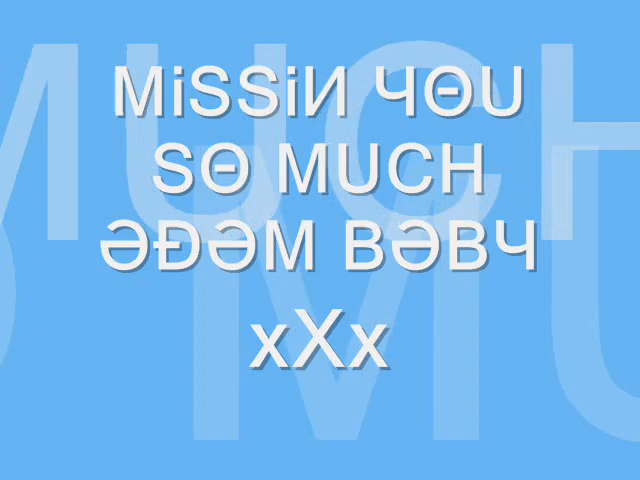 MiSSiИ ЧΘU
SΘ MUCH
ƏĐƏM BƏBЧ
xXx